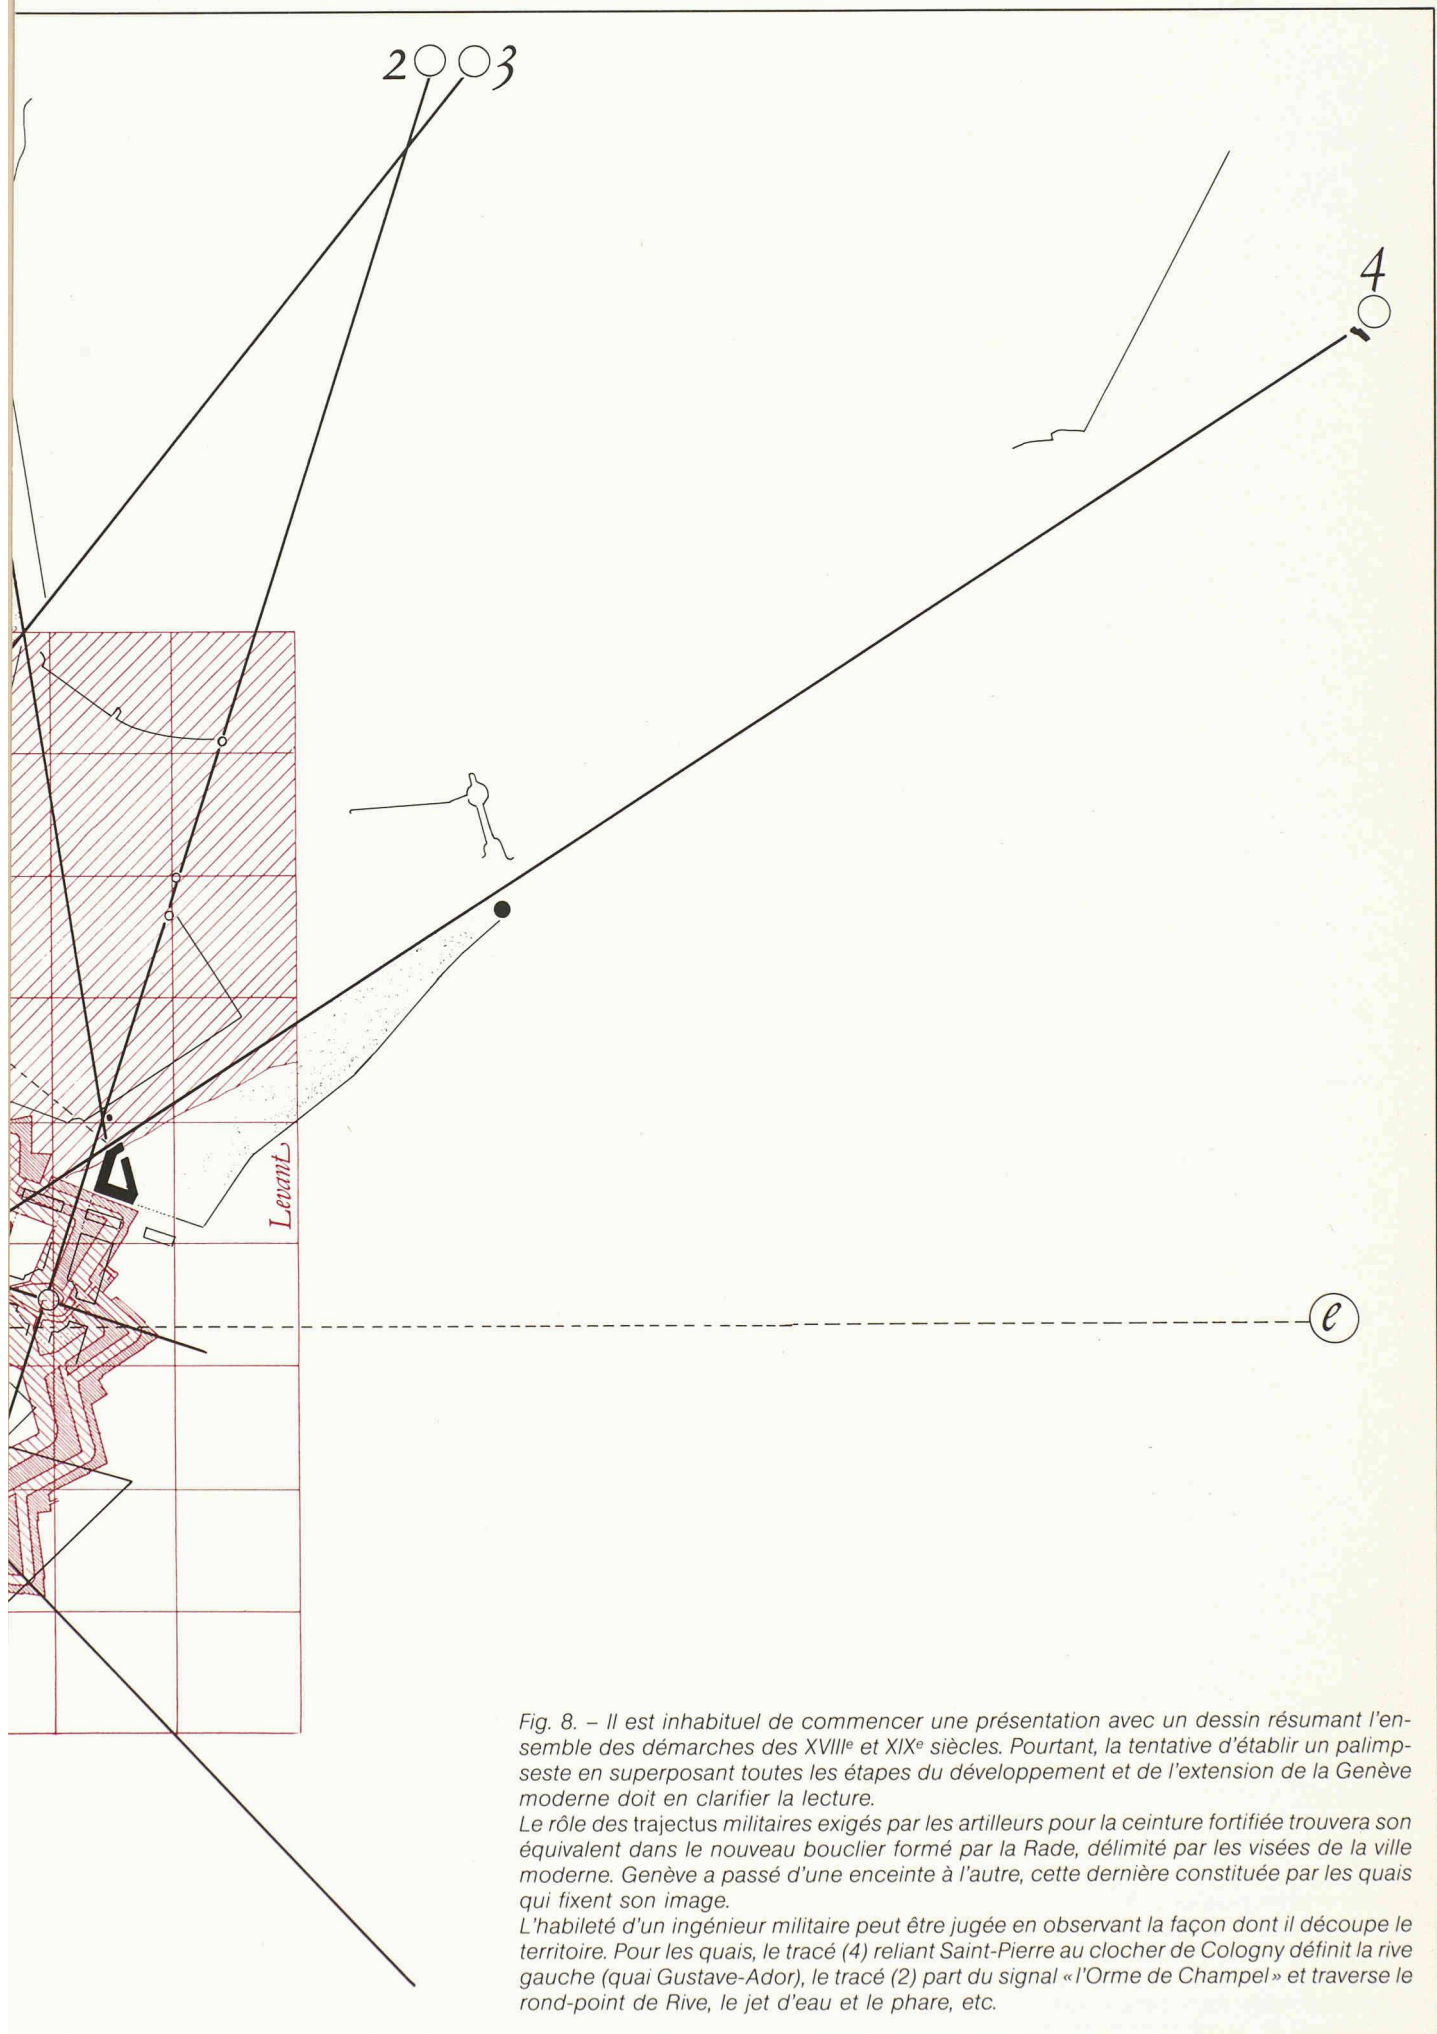 2
3
4
Levant
e
Fig. 8. – Il est inhabituel de commencer une présentation avec un dessin résumant l'en-
semble des démarches des XVIIIe et XIXe siècles. Pourtant, la tentative d'établir un palimp-
seste en superposant toutes les étapes du développement et de l'extension de la Genève
moderne doit en clarifier la lecture.
Le rôle des trajectus militaires exigés par les artilleurs pour la ceinture fortifiée trouvera son
équivalent dans le nouveau bouclier formé par la Rade, délimité par les visées de la ville
moderne. Genève a passé d'une enceinte à l'autre, cette dernière constituée par les quais
qui fixent son image.
L'habileté d'un ingénieur militaire peut être jugée en observant la façon dont il découpe le
territoire. Pour les quais, le tracé (4) reliant Saint-Pierre au clocher de Cologny définit la rive
gauche (quai Gustave-Ador), le tracé (2) part du signal «l'Orme de Champel» et traverse le
rond-point de Rive, le jet d'eau et le phare, etc.